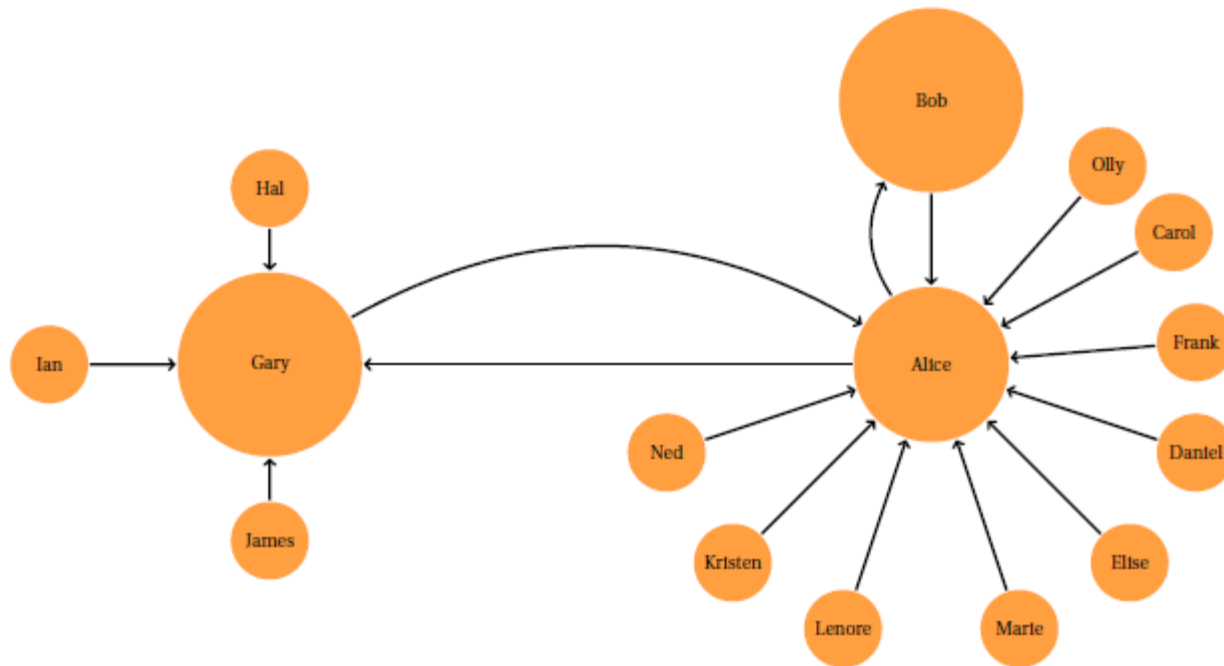 Bob
Olly
Hal
Carol
Frank
Ian
Gary
Alice
Ned
Daniel
James
Kristen
Elise
Lenore
Marie